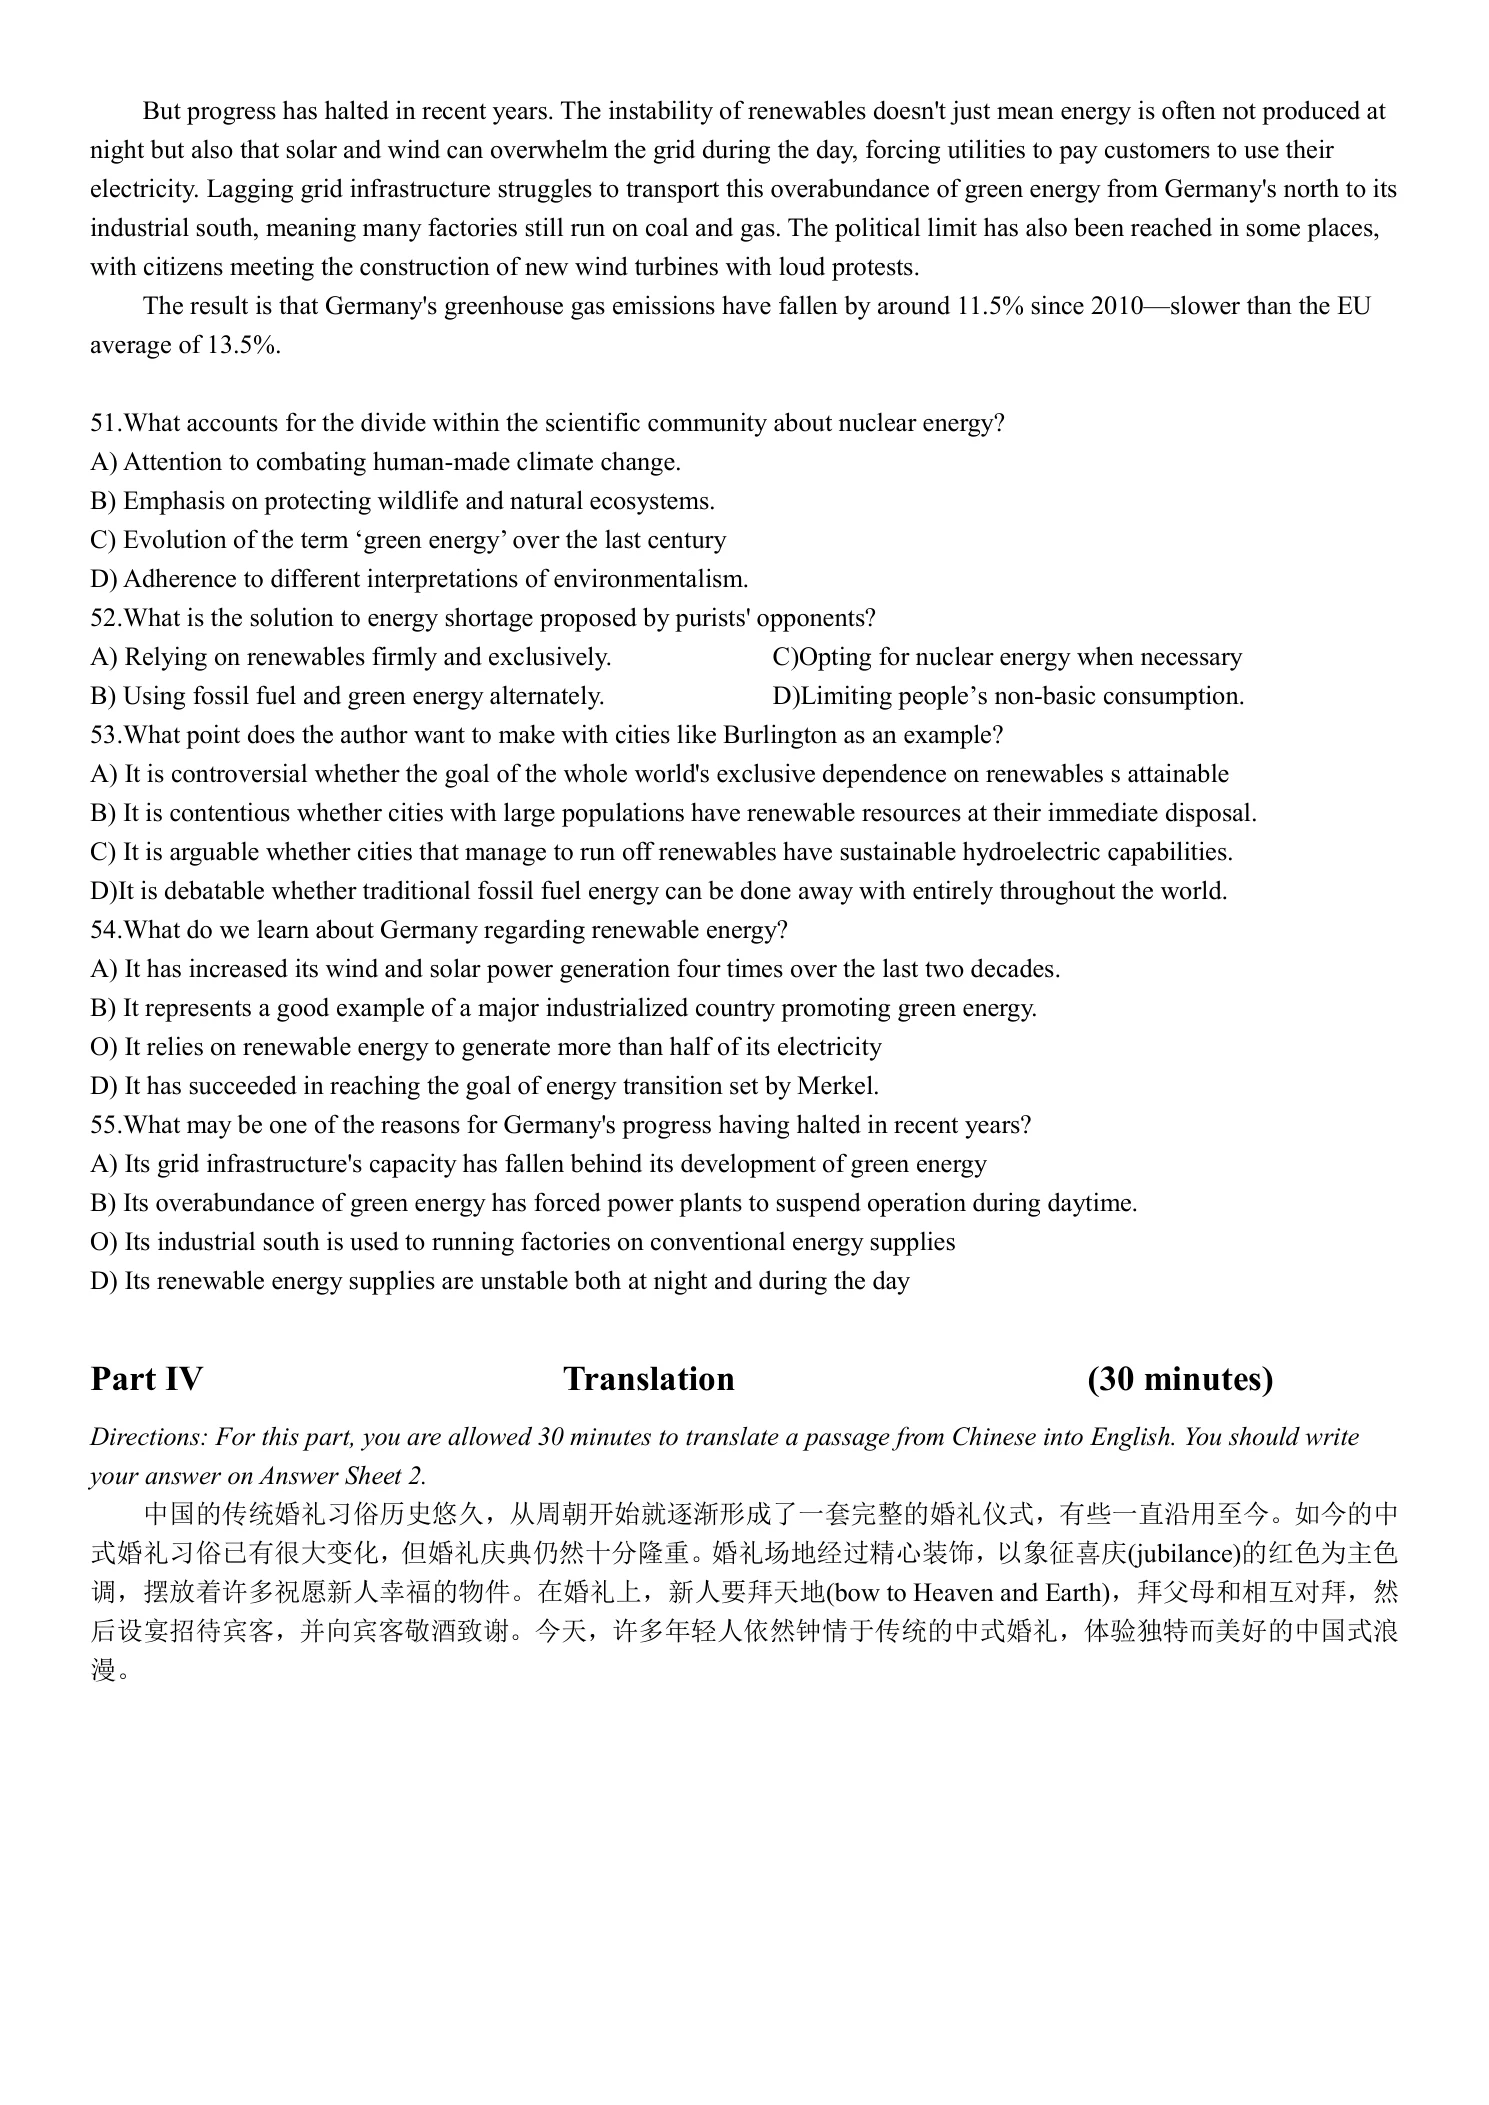 But progress has halted in recent years. The instability of renewables doesn't just mean energy is often not produced at
night but also that solar and wind can overwhelm the grid during the day, forcing utilities to pay customers to use their
electricity. Lagging grid infrastructure struggles to transport this overabundance of green energy from Germany's north to its
industrial south, meaning many factories still run on coal and gas. The political limit has also been reached in some places,
with citizens meeting the construction of new wind turbines with loud protests.
The result is that Germany's greenhouse gas emissions have fallen by around 11.5% since 2010—slower than the EU
average of 13.5%.
51.What accounts for the divide within the scientific community about nuclear energy?
A) Attention to combating human-made climate change.
B) Emphasis on protecting wildlife and natural ecosystems.
C) Evolution of the term ‘green energy’ over the last century
D) Adherence to different interpretations of environmentalism.
52.What is the solution to energy shortage proposed by purists' opponents?
A) Relying on renewables firmly and exclusively. C)Opting for nuclear energy when necessary
B) Using fossil fuel and green energy alternately. D)Limiting people’s non-basic consumption.
53.What point does the author want to make with cities like Burlington as an example?
A) It is controversial whether the goal of the whole world's exclusive dependence on renewables s attainable
B) It is contentious whether cities with large populations have renewable resources at their immediate disposal.
C) It is arguable whether cities that manage to run off renewables have sustainable hydroelectric capabilities.
D)It is debatable whether traditional fossil fuel energy can be done away with entirely throughout the world.
54.What do we learn about Germany regarding renewable energy?
A) It has increased its wind and solar power generation four times over the last two decades.
B) It represents a good example of a major industrialized country promoting green energy.
O) It relies on renewable energy to generate more than half of its electricity
D) It has succeeded in reaching the goal of energy transition set by Merkel.
55.What may be one of the reasons for Germany's progress having halted in recent years?
A) Its grid infrastructure's capacity has fallen behind its development of green energy
B) Its overabundance of green energy has forced power plants to suspend operation during daytime.
O) Its industrial south is used to running factories on conventional energy supplies
D) Its renewable energy supplies are unstable both at night and during the day
Part IV Translation (30 minutes)
Directions: For this part, you are allowed 30 minutes to translate a passage from Chinese into English. You should write
your answer on Answer Sheet 2.
中国的传统婚礼习俗历史悠久，从周朝开始就逐渐形成了一套完整的婚礼仪式，有些一直沿用至今。如今的中
式婚礼习俗已有很大变化，但婚礼庆典仍然十分隆重。婚礼场地经过精心装饰，以象征喜庆(jubilance)的红色为主色
调，摆放着许多祝愿新人幸福的物件。在婚礼上，新人要拜天地(bow to Heaven and Earth)，拜父母和相互对拜，然
后设宴招待宾客，并向宾客敬酒致谢。今天，许多年轻人依然钟情于传统的中式婚礼，体验独特而美好的中国式浪
漫。